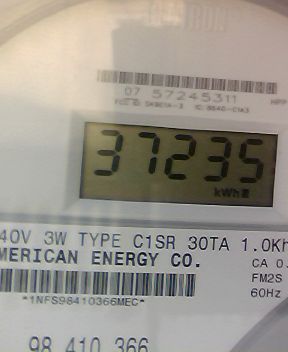 07 57245311
37235
kWh
40V 3W TYPE C1SR 30TA 1.0Kh
MERICAN ENERGY CO.
CA 0.
FM2S
60Hz
*1NFS98410366MEC*
98 410 366